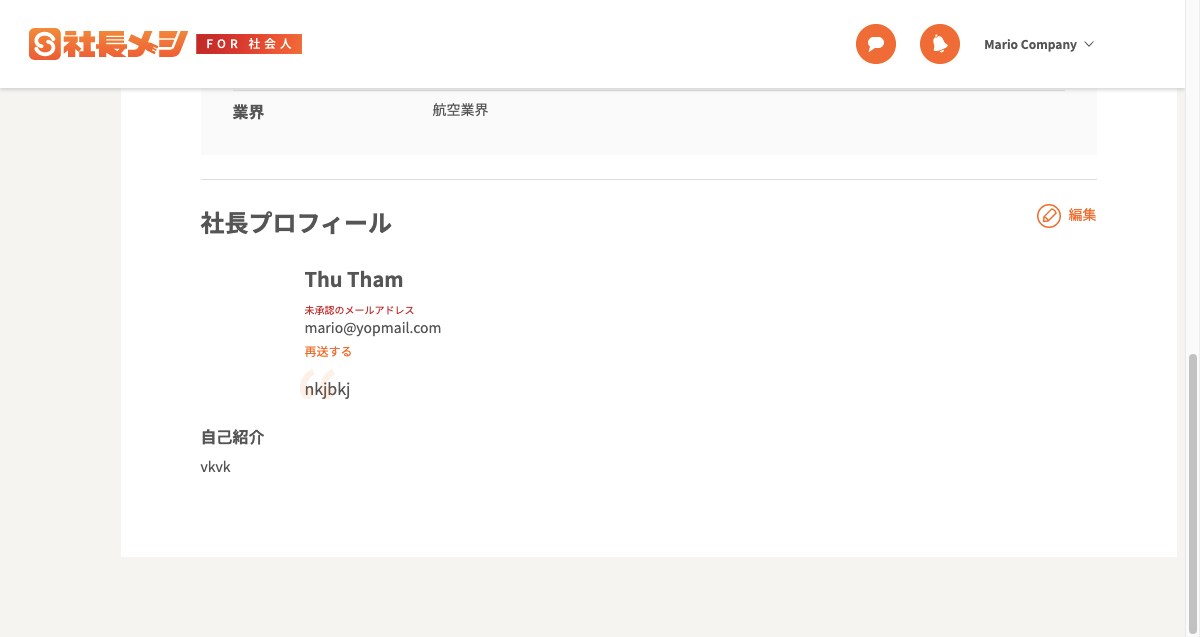 社長メシ FOR 社会人
Mario Company
業界 航空業界
社長プロフィール
編集
Thu Tham
未承認のメールアドレス
mario@yopmail.com
再送する
nkjbkj
自己紹介
vkvk